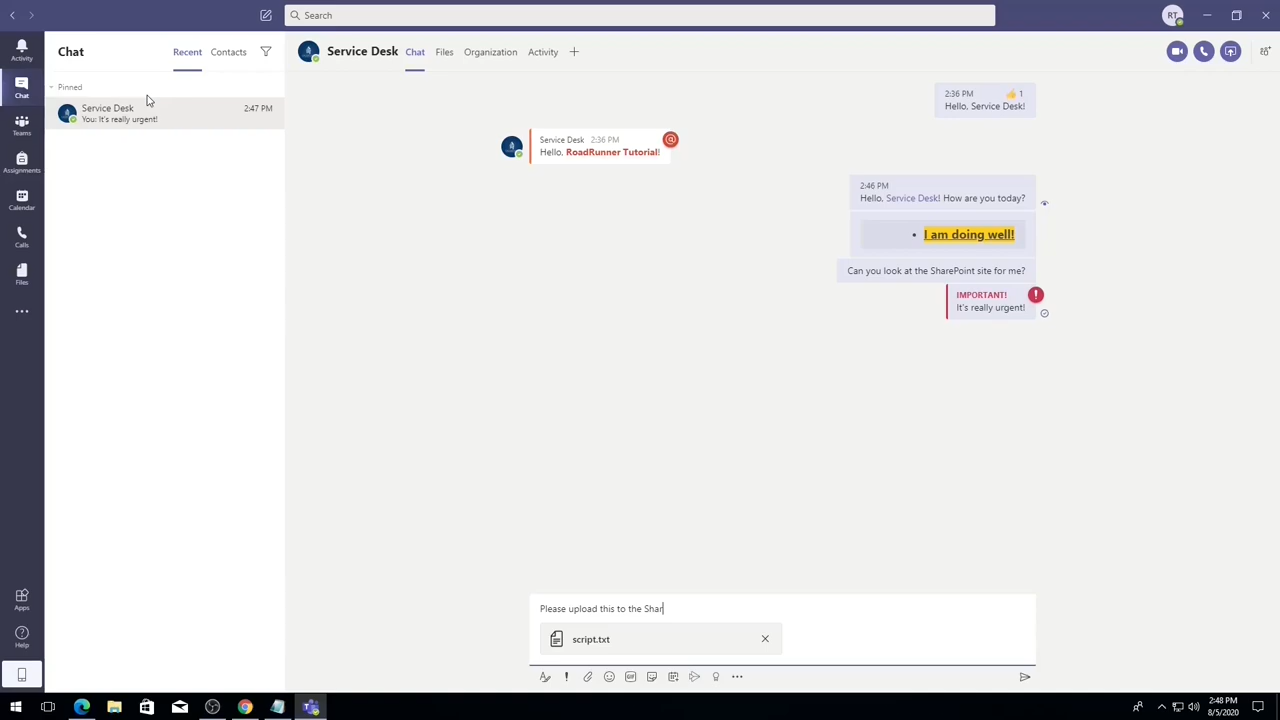 Search
RT
Activity
Chat
Teams
Assignments
Calendar
Calls
Files
Apps
Help
Chat
Recent
Contacts
Pinned
Service Desk
2:47 PM
You: It's really urgent!
Service Desk
Chat
Files
Organization
Activity
2:36 PM
1
Hello, Service Desk!
Service Desk 2:36 PM
@
Hello, RoadRunner Tutorial!
2:46 PM
Hello, Service Desk! How are you today?
• I am doing well!
Can you look at the SharePoint site for me?
IMPORTANT!
It's really urgent!
Please upload this to the Shar
script.txt
GIF
2:48 PM
8/5/2020